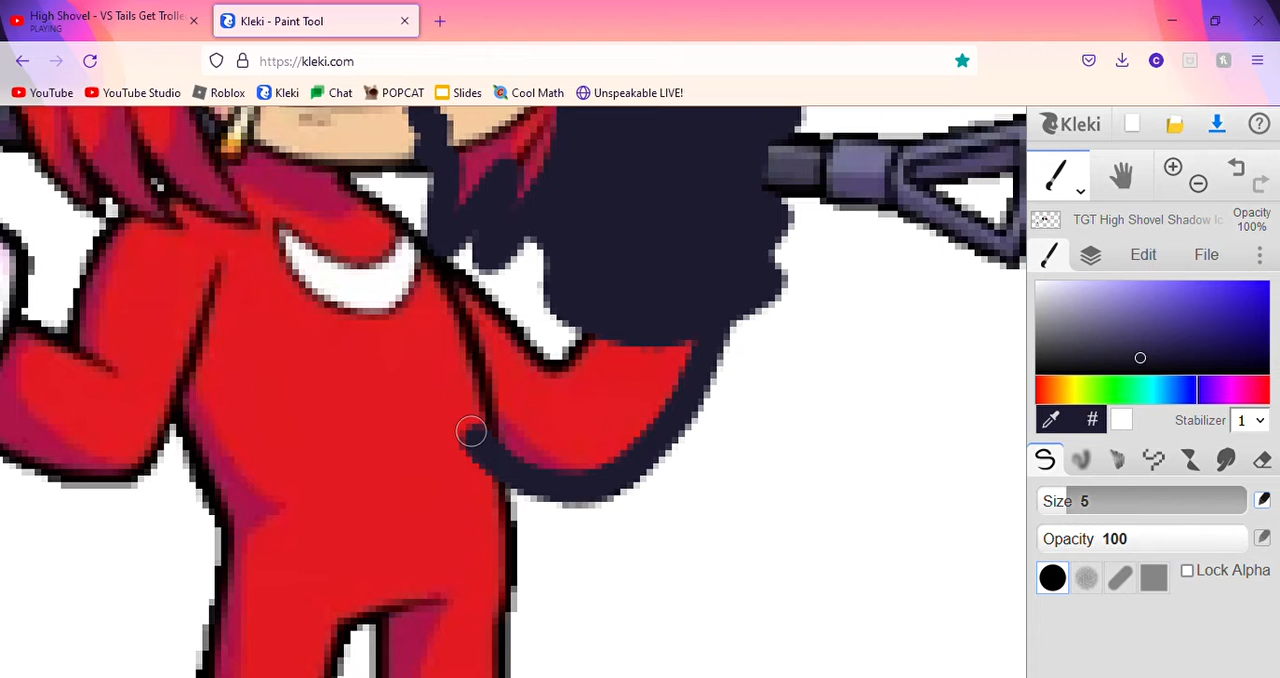 High Shovel - VS Tails Get Trolle
PLAYING
Kleki - Paint Tool
https://kleki.com
YouTube YouTube Studio Roblox Kleki Chat POPCAT Slides Cool Math Unspeakable LIVE!
Kleki
TGT High Shovel Shadow Ic
Opacity
100%
Edit File
# Stabilizer 1
Size 5
Opacity 100
Lock Alpha